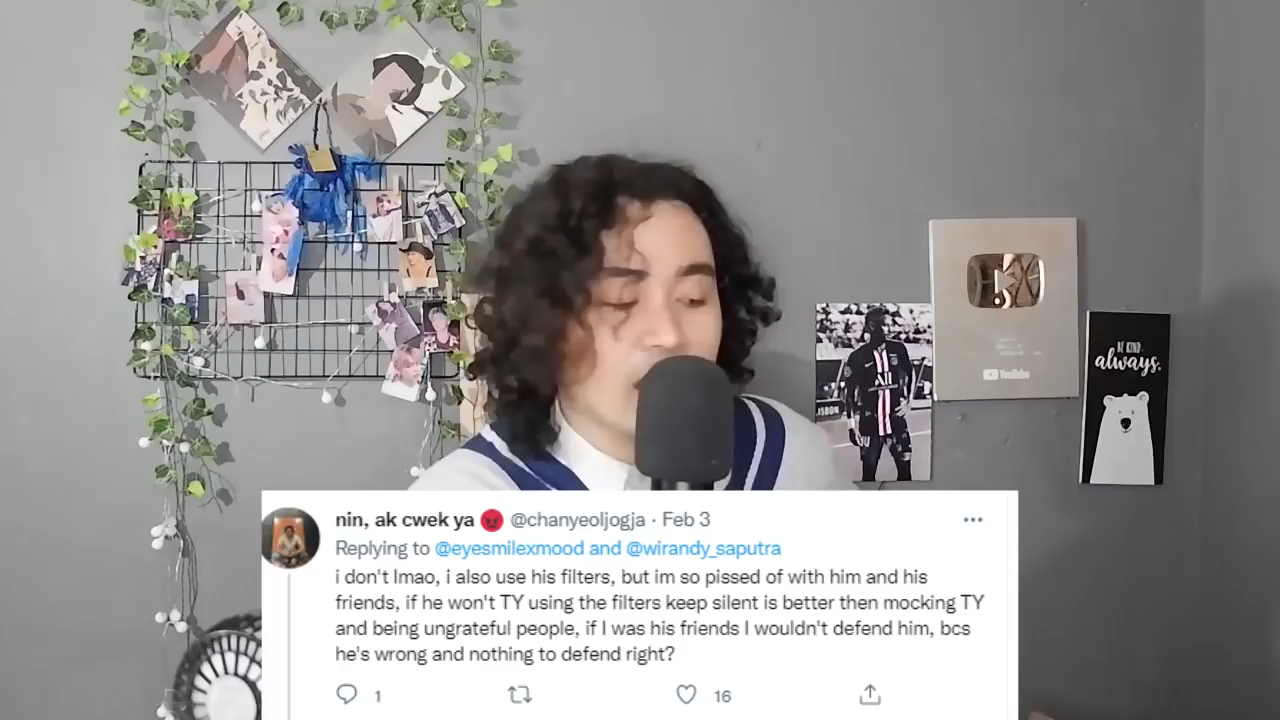 BE KIND
always.
YouTube
nin, ak cwek ya 😡 @chanyeoljogja · Feb 3
Replying to @eyesmilexmood and @wirandy_saputra
i don't lmao, i also use his filters, but im so pissed of with him and his
friends, if he won't TY using the filters keep silent is better then mocking TY
and being ungrateful people, if I was his friends I wouldn't defend him, bcs
he's wrong and nothing to defend right?
1
16